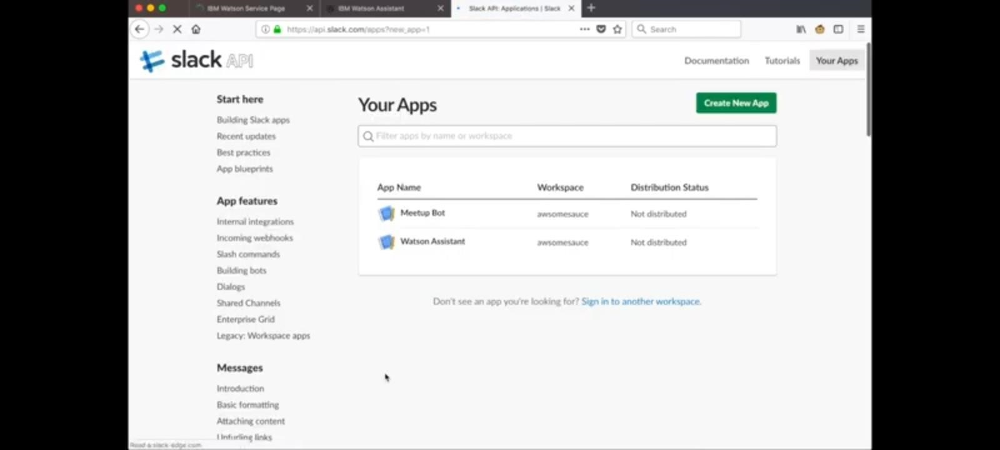 IBM Watson Service Page
IBM Watson Assistant
Slack API: Applications | Slack
https://api.slack.com/apps?new_app=1
Search
slack API
Documentation
Tutorials
Your Apps
Start here
Building Slack apps
Recent updates
Best practices
App blueprints
App features
Internal integrations
Incoming webhooks
Slash commands
Building bots
Dialogs
Shared Channels
Enterprise Grid
Legacy: Workspace apps
Messages
Introduction
Basic formatting
Attaching content
Unfurling links
Your Apps
Create New App
Filter apps by name or workspace
App Name Workspace Distribution Status
Meetup Bot awsomesauce Not distributed
Watson Assistant awsomesauce Not distributed
Don't see an app you're looking for? Sign in to another workspace.
Read a.slack-edge.com